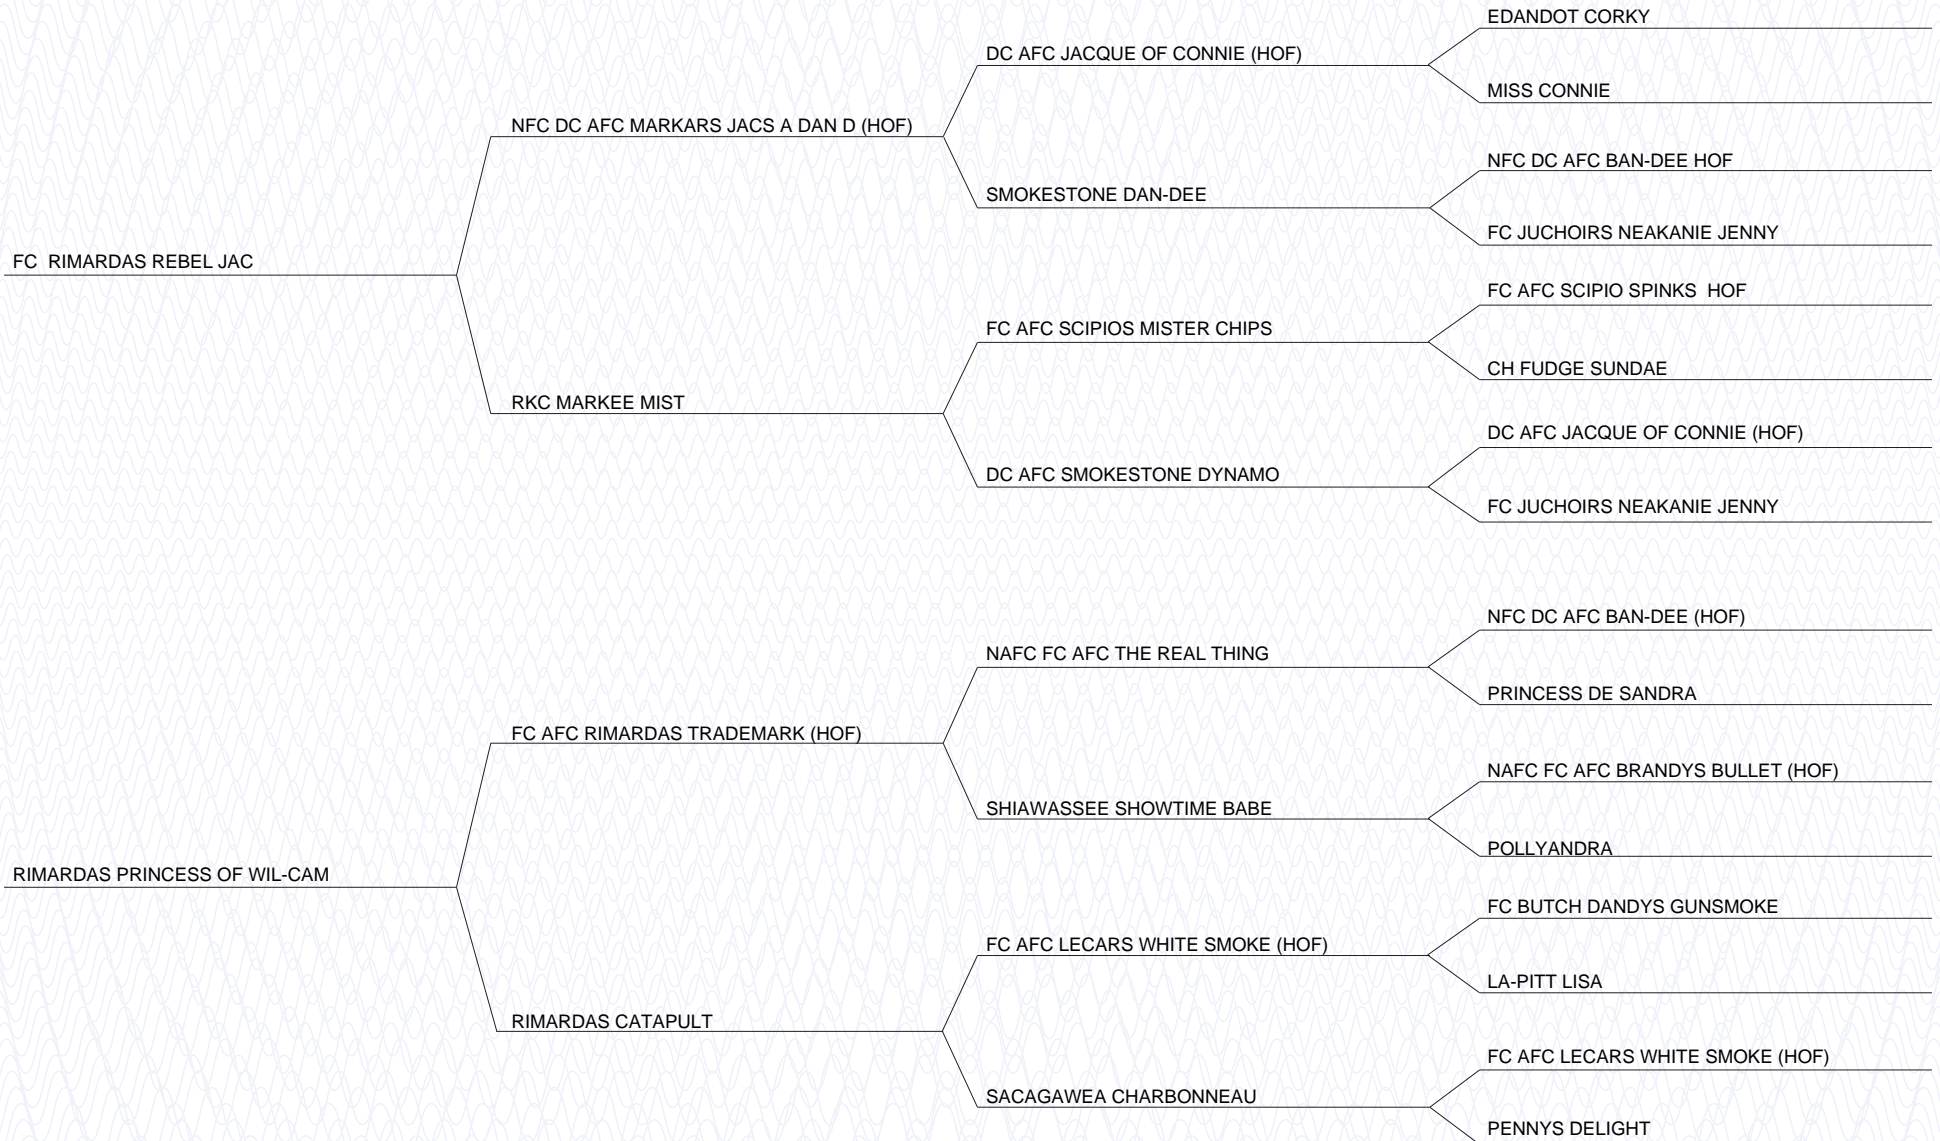 EDANDOT CORKY
DC AFC JACQUE OF CONNIE (HOF)
MISS CONNIE
NFC DC AFC MARKARS JACS A DAN D (HOF)
NFC DC AFC BAN-DEE HOF
SMOKESTONE DAN-DEE
FC JUCHOIRS NEAKANIE JENNY
FC  RIMARDAS REBEL JAC
FC AFC SCIPIO SPINKS  HOF
FC AFC SCIPIOS MISTER CHIPS
CH FUDGE SUNDAE
RKC MARKEE MIST
DC AFC JACQUE OF CONNIE (HOF)
DC AFC SMOKESTONE DYNAMO
FC JUCHOIRS NEAKANIE JENNY
NFC DC AFC BAN-DEE (HOF)
NAFC FC AFC THE REAL THING
PRINCESS DE SANDRA
FC AFC RIMARDAS TRADEMARK (HOF)
NAFC FC AFC BRANDYS BULLET (HOF)
SHIAWASSEE SHOWTIME BABE
POLLYANDRA
RIMARDAS PRINCESS OF WIL-CAM
FC BUTCH DANDYS GUNSMOKE
FC AFC LECARS WHITE SMOKE (HOF)
LA-PITT LISA
RIMARDAS CATAPULT
FC AFC LECARS WHITE SMOKE (HOF)
SACAGAWEA CHARBONNEAU
PENNYS DELIGHT